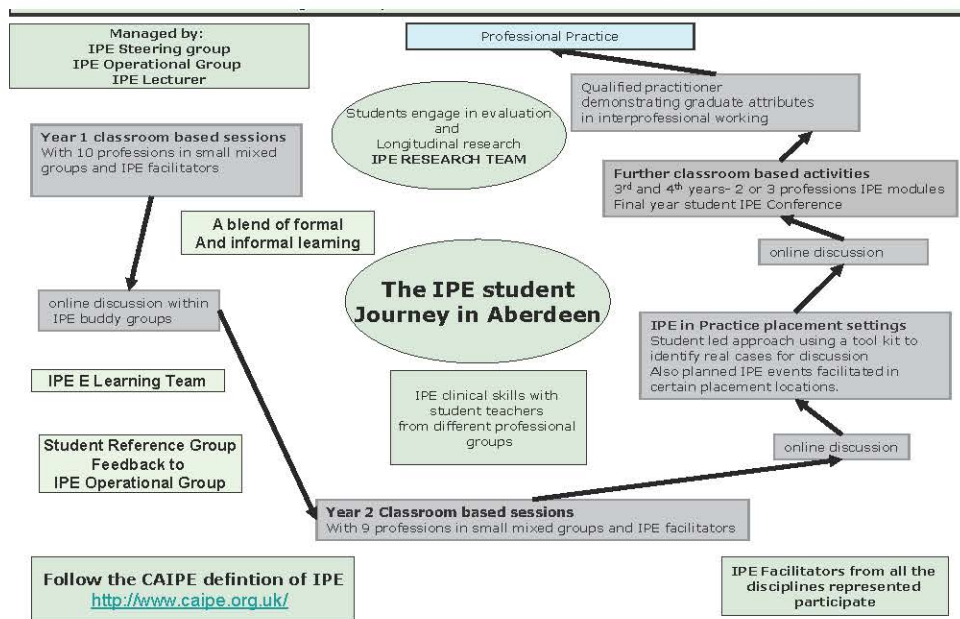 Managed by:
IPE Steering group
IPE Operational Group
IPE Lecturer
Professional Practice
Students engage in evaluation
and
Longitudinal research
IPE RESEARCH TEAM
Qualified practitioner
demonstrating graduate attributes
in interprofessional working
Year 1 classroom based sessions
With 10 professions in small mixed
groups and IPE facilitators
Further classroom based activities
3rd and 4th years- 2 or 3 professions IPE modules
Final year student IPE Conference
A blend of formal
And informal learning
online discussion
The IPE student
Journey in Aberdeen
online discussion within
IPE buddy groups
IPE in Practice placement settings
Student led approach using a tool kit to
identify real cases for discussion
Also planned IPE events facilitated in
certain placement locations.
IPE E Learning Team
IPE clinical skills with
student teachers
from different professional
groups
Student Reference Group
Feedback to
IPE Operational Group
online discussion
Year 2 Classroom based sessions
With 9 professions in small mixed groups and IPE facilitators
Follow the CAIPE defintion of IPE
http://www.caipe.org.uk/
IPE Facilitators from all the
disciplines represented
participate